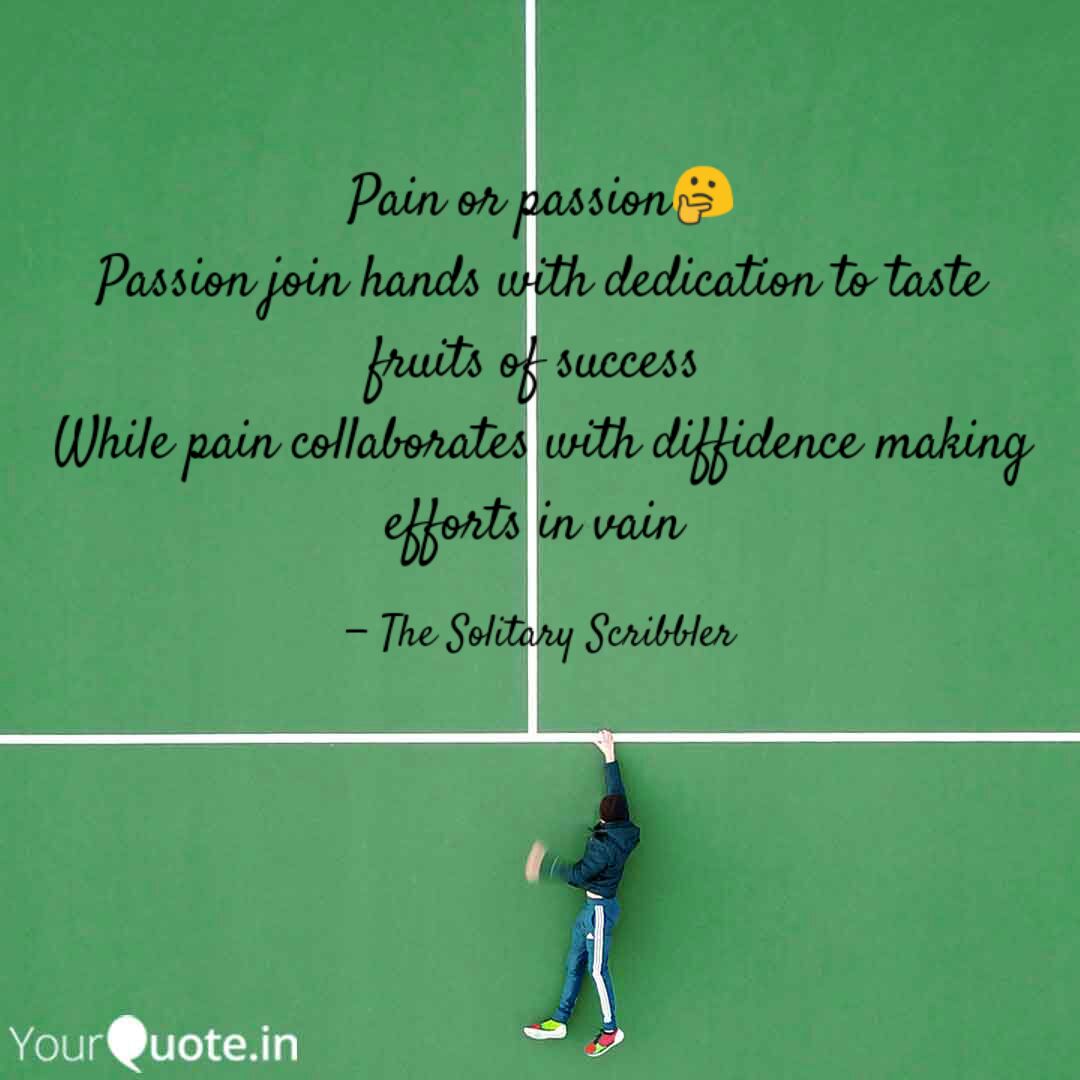 Pain or passion🤔
Passion join hands with dedication to taste
fruits of success
While pain collaborates with diffidence making
efforts in vain
– The Solitary Scribbler
YourQuote.in